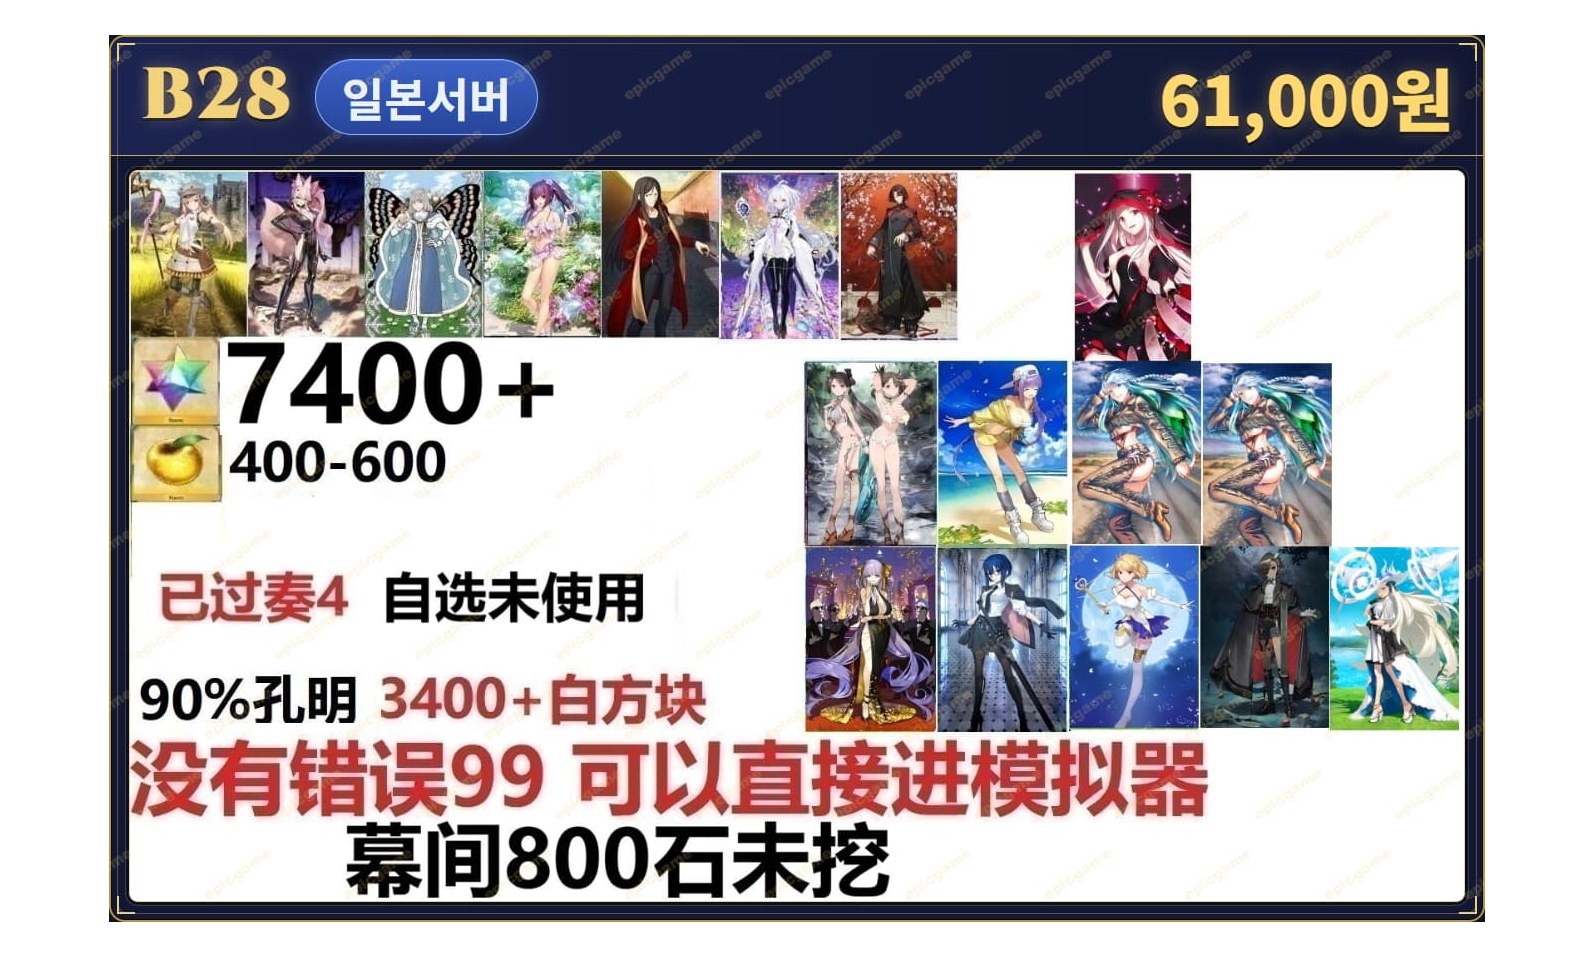 B28 일본서버 61,000원
7400+
400-600
已过奏4 自选未使用
90%孔明 3400+白方块
没有错误99 可以直接进模拟器
幕间800石未挖
epicgame